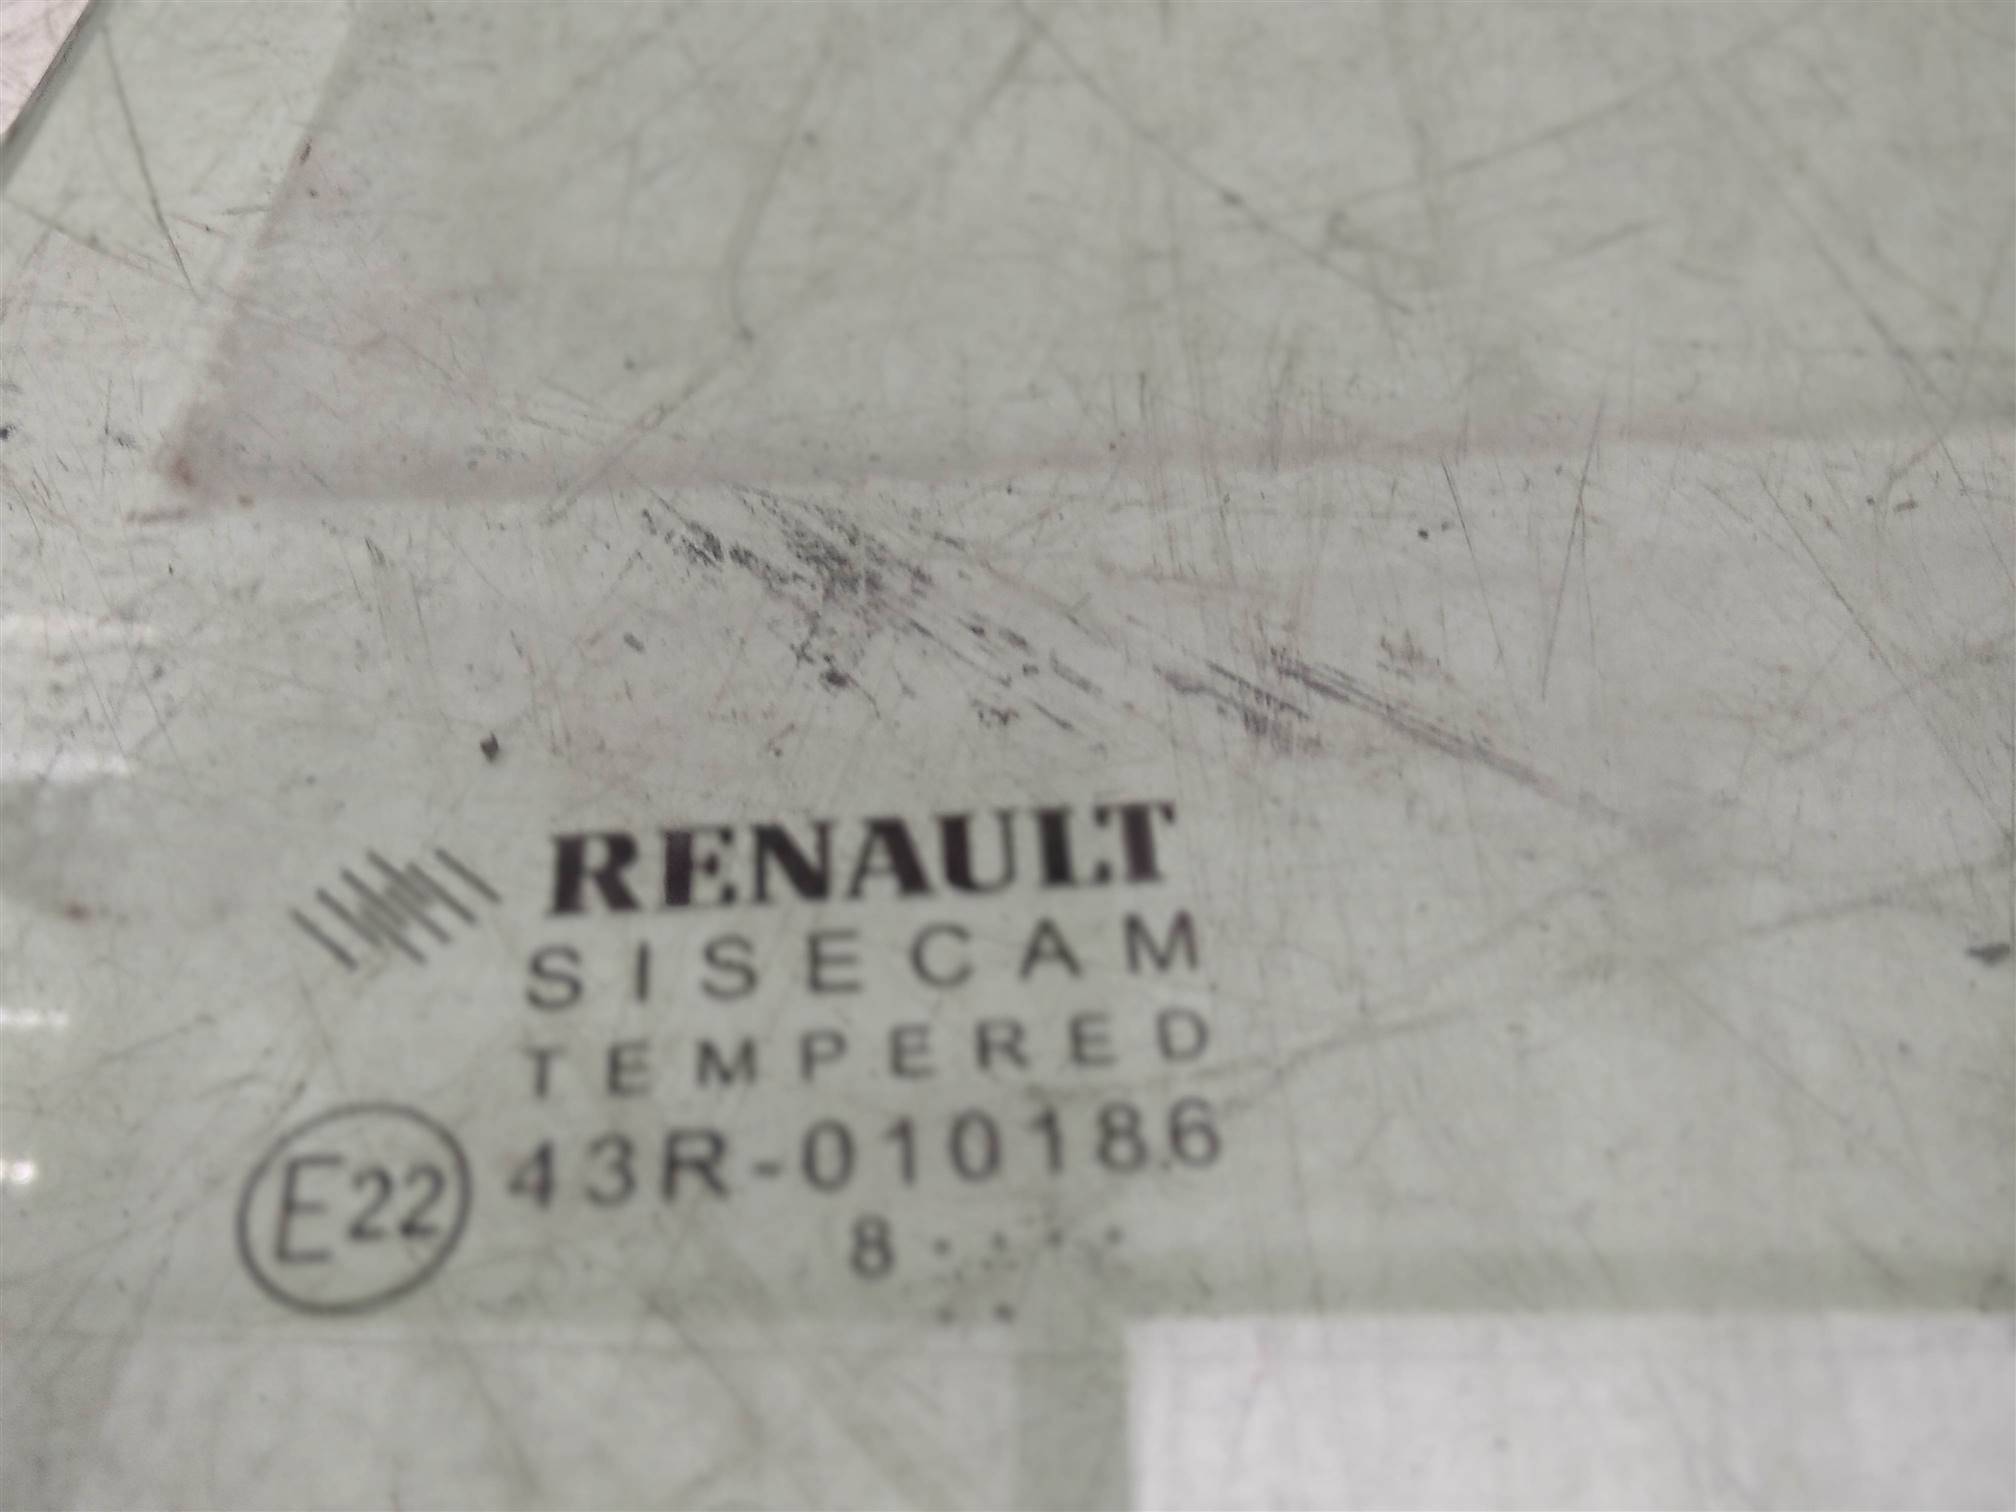 RENAULT
SISECAM
TEMPERED
E22 43R-010186
8 . . . .
. .